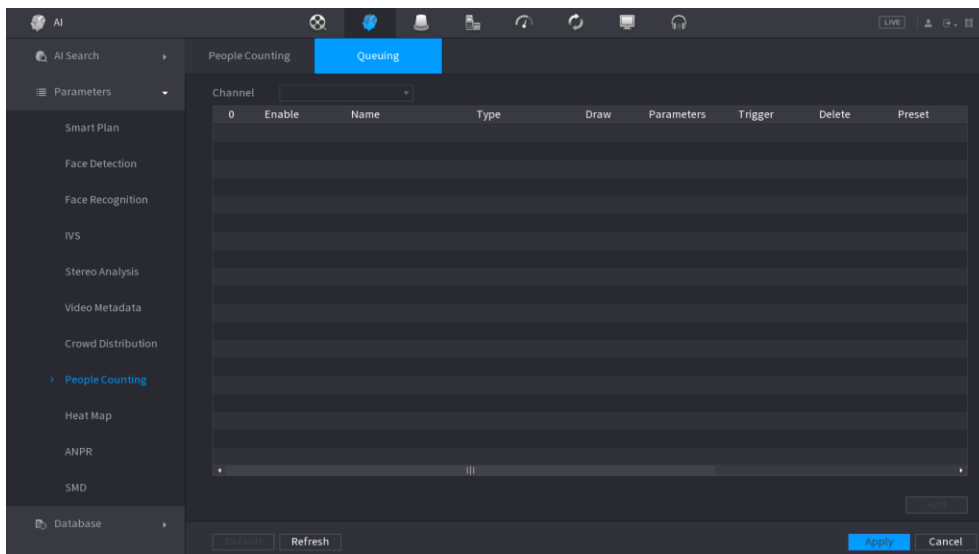 AI
LIVE
AI Search
Parameters
Smart Plan
Face Detection
Face Recognition
IVS
Stereo Analysis
Video Metadata
Crowd Distribution
People Counting
Heat Map
ANPR
SMD
Database
People Counting Queuing
Channel
0 Enable Name Type Draw Parameters Trigger Delete Preset
Add
Default Refresh Apply Cancel